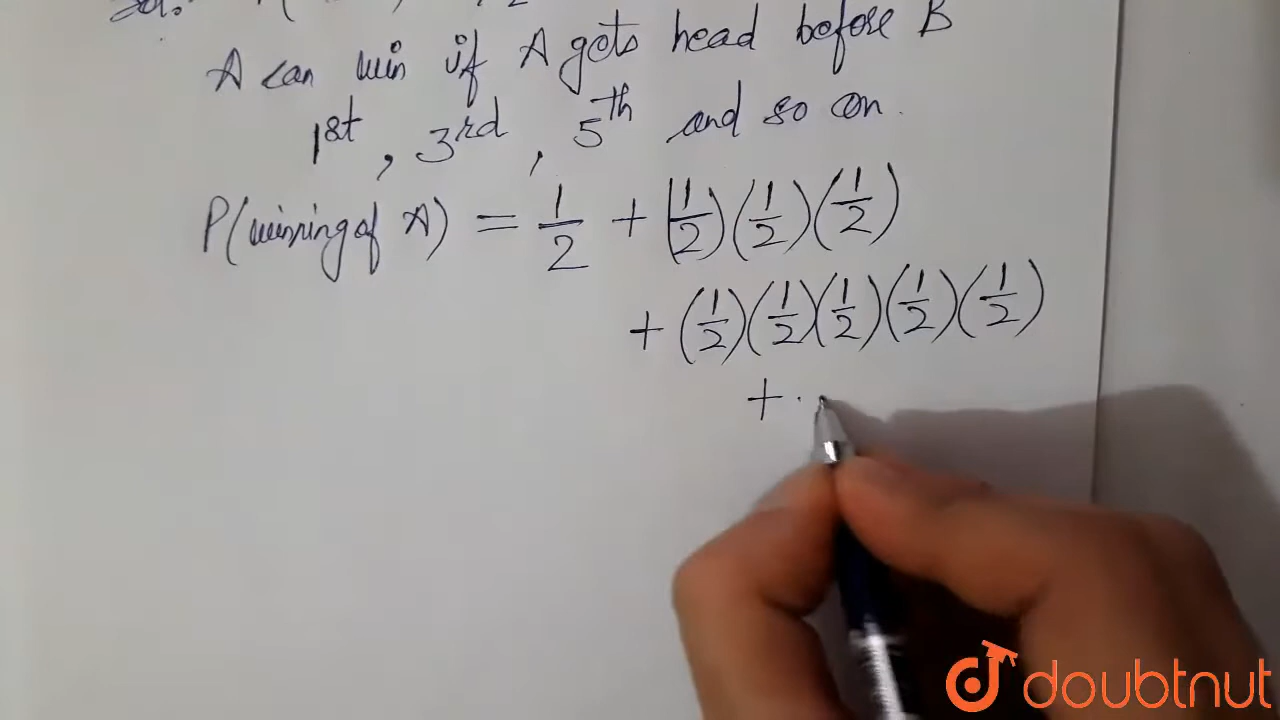 A can win if A gets head before B
1st, 3rd, 5th and so on.
P(winning of A) = 1/2 + (1/2)(1/2)(1/2)
+ (1/2)(1/2)(1/2)(1/2)(1/2)
+ ..
doubtnut